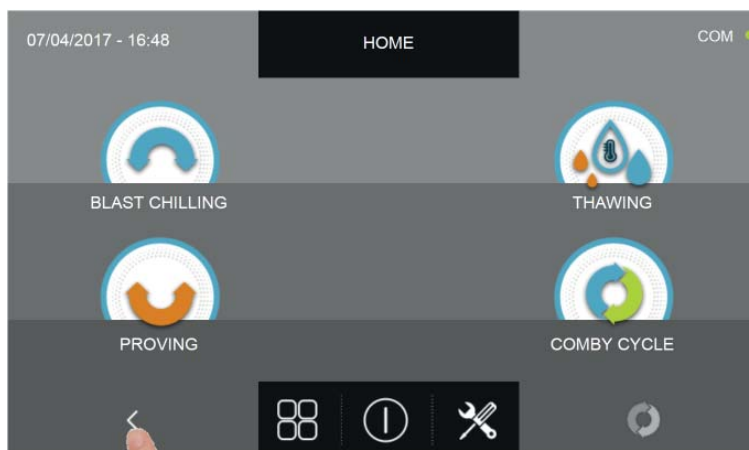 07/04/2017 - 16:48
HOME
COM
BLAST CHILLING
THAWING
PROVING
COMBY CYCLE